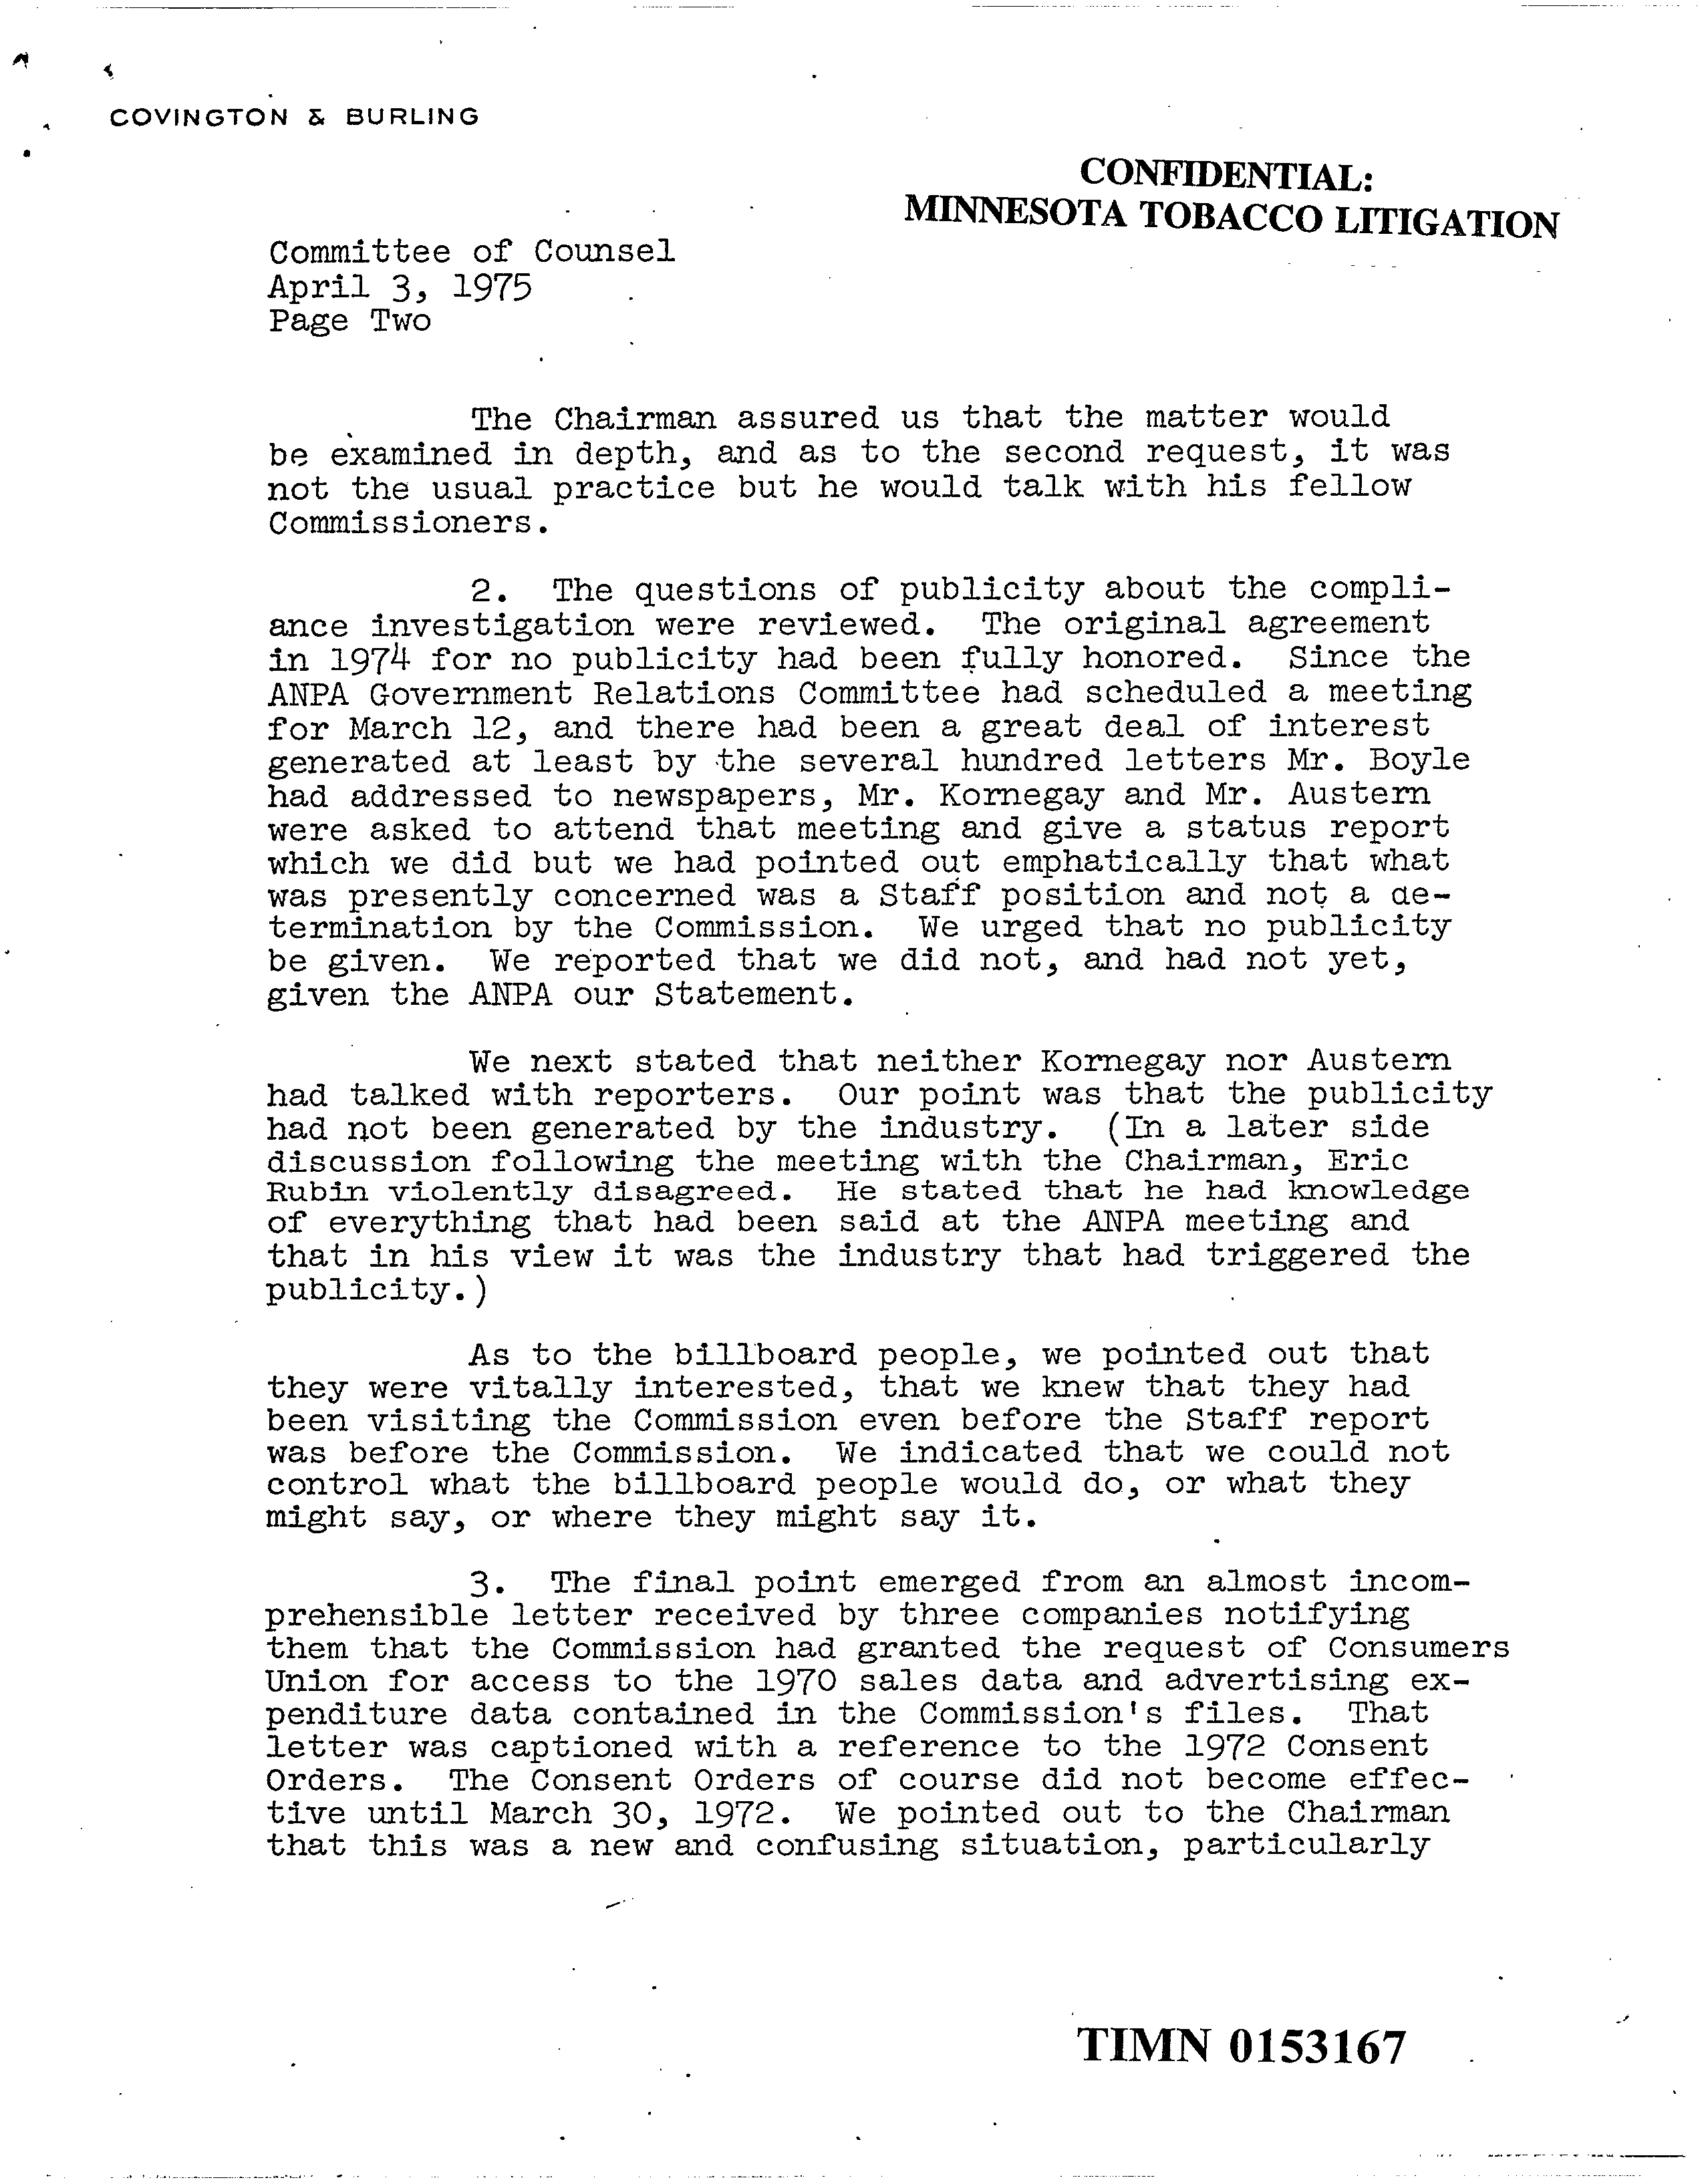 COVINGTON & BURLING
CONFIDENTIAL:
MINNESOTA TOBACCO LITIGATION
Committee of Counsel
April 3, 1975
Page Two
The Chairman assured us that the matter would
be examined in depth, and as to the second request, it was
not the usual practice but he would talk with his fellow
Commissioners.
2. The questions of publicity about the compli-
ance investigation were reviewed. The original agreement
in 1974 for no publicity had been fully honored. Since the
ANPA Government Relations Committee had scheduled a meeting
for March 12, and there had been a great deal of interest
generated at least by the several hundred letters Mr. Boyle
had addressed to newspapers, Mr. Kornegay and Mr. Austern
were asked to attend that meeting and give a status report
which we did but we had pointed out emphatically that what
was presently concerned was a Staff position and not a de-
termination by the Commission. We urged that no publicity
be given. We reported that we did not, and had not yet,
given the ANPA our Statement.
We next stated that neither Kornegay nor Austern
had talked with reporters. Our point was that the publicity
had not been generated by the industry. (In a later side
discussion following the meeting with the Chairman, Eric
Rubin violently disagreed. He stated that he had knowledge
of everything that had been said at the ANPA meeting and
that in his view it was the industry that had triggered the
publicity.)
As to the billboard people, we pointed out that
they were vitally interested, that we knew that they had
been visiting the Commission even before the Staff report
was before the Commission. We indicated that we could not
control what the billboard people would do, or what they
might say, or where they might say it.
3. The final point emerged from an almost incom-
prehensible letter received by three companies notifying
them that the Commission had granted the request of Consumers
Union for access to the 1970 sales data and advertising ex-
penditure data contained in the Commission's files. That
letter was captioned with a reference to the 1972 Consent
Orders. The Consent Orders of course did not become effec-
tive until March 30, 1972. We pointed out to the Chairman
that this was a new and confusing situation, particularly
TIMN 0153167